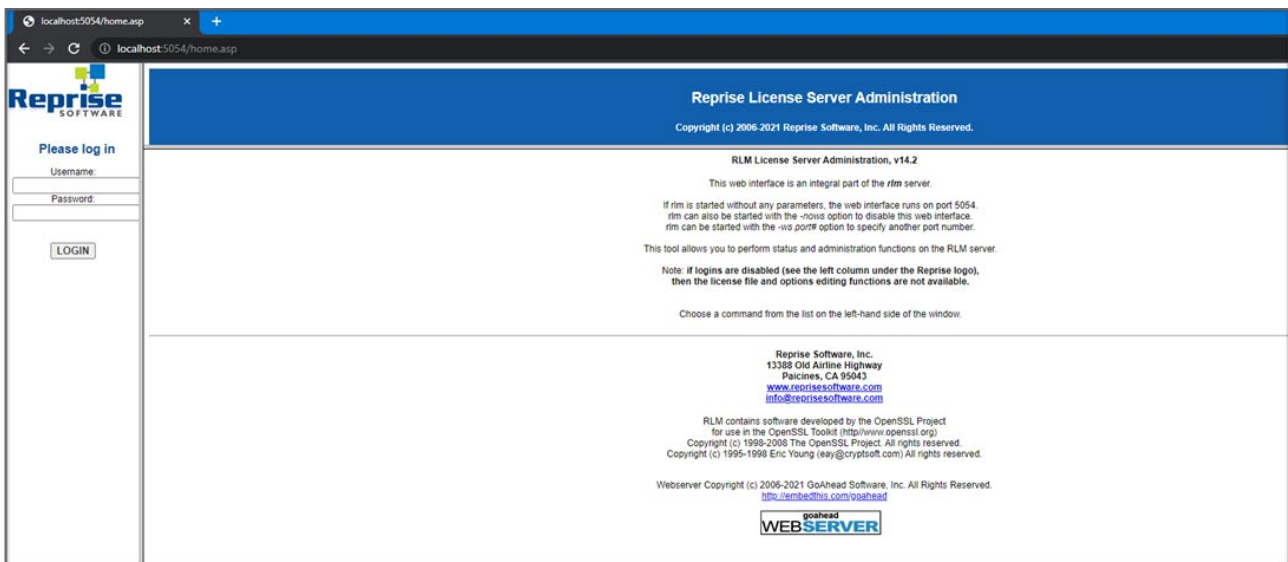 localhost:5054/home.asp
localhost:5054/home.asp
Reprise
SOFTWARE
Please log in
Username:
Password:
LOGIN
Reprise License Server Administration
Copyright (c) 2006-2021 Reprise Software, Inc. All Rights Reserved.
RLM License Server Administration, v14.2
This web interface is an integral part of the rlm server.
If rlm is started without any parameters, the web interface runs on port 5054.
rlm can also be started with the -nows option to disable this web interface.
rlm can be started with the -ws port# option to specify another port number.
This tool allows you to perform status and administration functions on the RLM server.
Note: if logins are disabled (see the left column under the Reprise logo),
then the license file and options editing functions are not available.
Choose a command from the list on the left-hand side of the window.
Reprise Software, Inc.
13388 Old Airline Highway
Paicines, CA 95043
www.reprisesoftware.com
info@reprisesoftware.com
RLM contains software developed by the OpenSSL Project
for use in the OpenSSL Toolkit (http//www.openssl.org)
Copyright (c) 1998-2008 The OpenSSL Project. All rights reserved.
Copyright (c) 1995-1998 Eric Young (eay@cryptsoft.com) All rights reserved.
Webserver Copyright (c) 2006-2021 GoAhead Software, Inc. All Rights Reserved.
http://embedthis.com/goahead
goahead
WEBSERVER